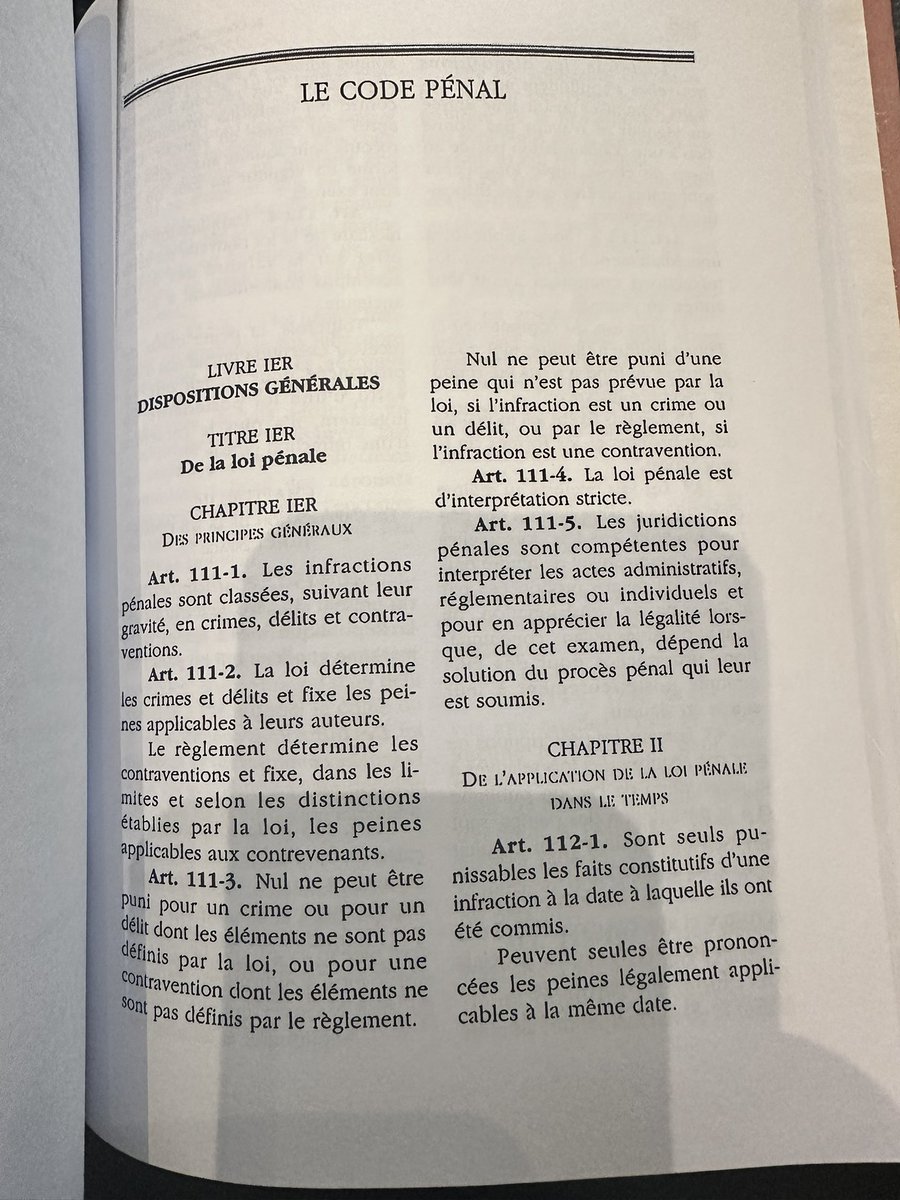 LE CODE PÉNAL
LIVRE IER
DISPOSITIONS GÉNÉRALES
TITRE IER
De la loi pénale
CHAPITRE IER
DES PRINCIPES GÉNÉRAUX
Art. 111-1. Les infractions
pénales sont classées, suivant leur
gravité, en crimes, délits et contra-
ventions.
Art. 111-2. La loi détermine
les crimes et délits et fixe les pei-
nes applicables à leurs auteurs.
Le règlement détermine les
contraventions et fixe, dans les li-
mites et selon les distinctions
établies par la loi, les peines
applicables aux contrevenants.
Art. 111-3. Nul ne peut être
puni pour un crime ou pour un
délit dont les éléments ne sont pas
définis par la loi, ou pour une
contravention dont les éléments ne
sont pas définis par le règlement.
Nul ne peut être puni d'une
peine qui n'est pas prévue par la
loi, si l'infraction est un crime ou
un délit, ou par le règlement, si
l'infraction est une contravention.
Art. 111-4. La loi pénale est
d'interprétation stricte.
Art. 111-5. Les juridictions
pénales sont compétentes pour
interpréter les actes administratifs,
réglementaires ou individuels et
pour en apprécier la légalité lors-
que, de cet examen, dépend la
solution du procès pénal qui leur
est soumis.
CHAPITRE II
DE L'APPLICATION DE LA LOI PÉNALE
DANS LE TEMPS
Art. 112-1. Sont seuls pu-
nissables les faits constitutifs d'une
infraction à la date à laquelle ils ont
été commis.
Peuvent seules être pronon-
cées les peines légalement appli-
cables à la même date.